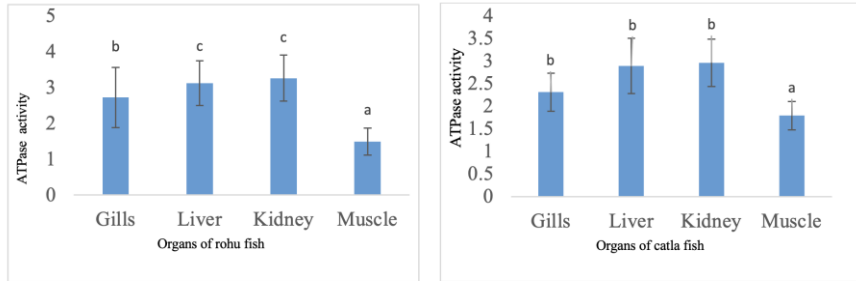 5
4
3
2
1
0
ATPase activity
b
c
c
a
Gills Liver Kidney Muscle
Organs of rohu fish
4
3.5
3
2.5
2
1.5
1
0.5
0
ATPase activity
b
b
b
a
Gills Liver Kidney Muscle
Organs of catla fish